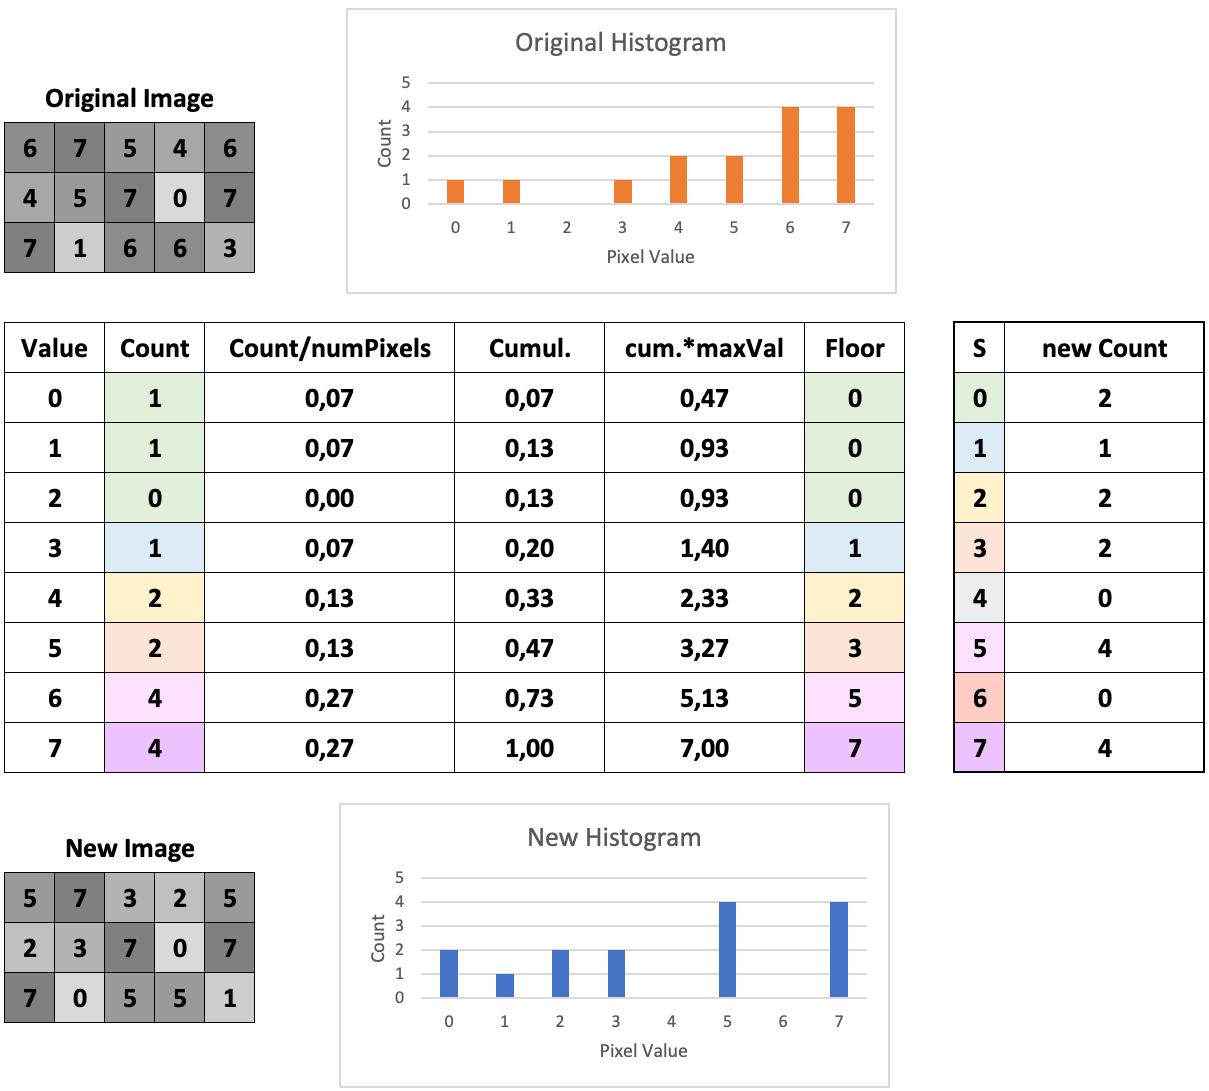 Original Histogram
5
4
3
2
1
0
Count
0 1 2 3 4 5 6 7
Pixel Value
Original Image
6 7 5 4 6
4 5 7 0 7
7 1 6 6 3
Value Count Count/numPixels Cumul. cum.*maxVal Floor
0 1 0,07 0,07 0,47 0
1 1 0,07 0,13 0,93 0
2 0 0,00 0,13 0,93 0
3 1 0,07 0,20 1,40 1
4 2 0,13 0,33 2,33 2
5 2 0,13 0,47 3,27 3
6 4 0,27 0,73 5,13 5
7 4 0,27 1,00 7,00 7
S new Count
0 2
1 1
2 2
3 2
4 0
5 4
6 0
7 4
New Image
5 7 3 2 5
2 3 7 0 7
7 0 5 5 1
New Histogram
5
4
3
2
1
0
Count
0 1 2 3 4 5 6 7
Pixel Value